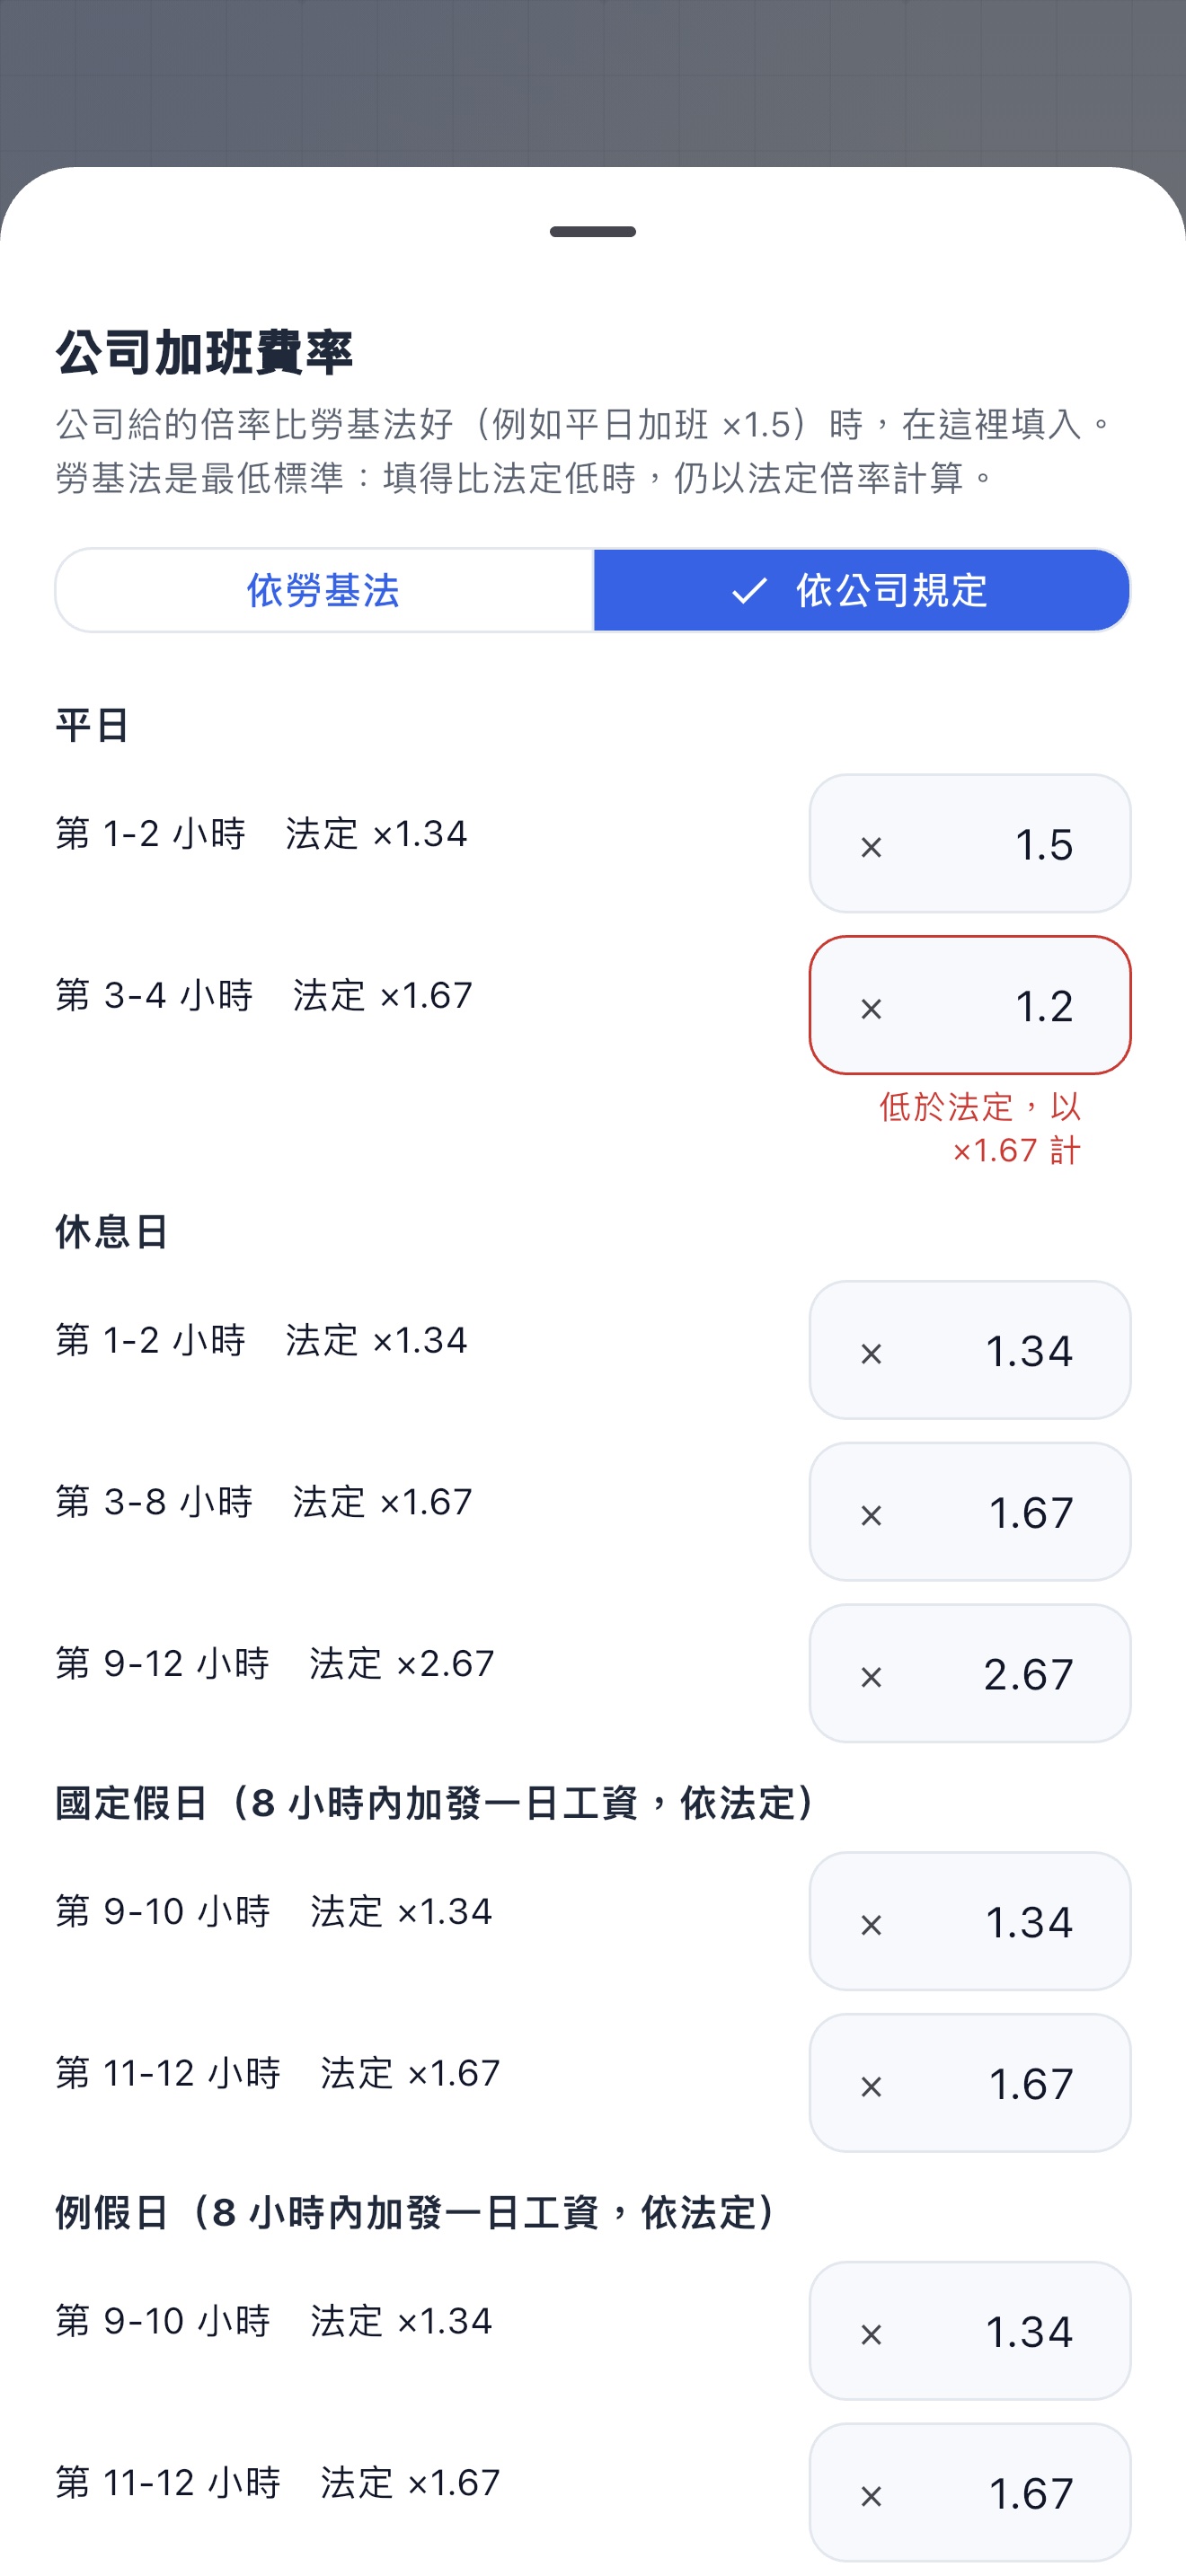 公司加班費率
公司給的倍率比勞基法好（例如平日加班 ×1.5）時，在這裡填入。
勞基法是最低標準：填得比法定低時，仍以法定倍率計算。
依勞基法
依公司規定
平日
第 1-2 小時　法定 ×1.34
× 1.5
第 3-4 小時　法定 ×1.67
× 1.2
低於法定，以
×1.67 計
休息日
第 1-2 小時　法定 ×1.34
× 1.34
第 3-8 小時　法定 ×1.67
× 1.67
第 9-12 小時　法定 ×2.67
× 2.67
國定假日（8 小時內加發一日工資，依法定）
第 9-10 小時　法定 ×1.34
× 1.34
第 11-12 小時　法定 ×1.67
× 1.67
例假日（8 小時內加發一日工資，依法定）
第 9-10 小時　法定 ×1.34
× 1.34
第 11-12 小時　法定 ×1.67
× 1.67